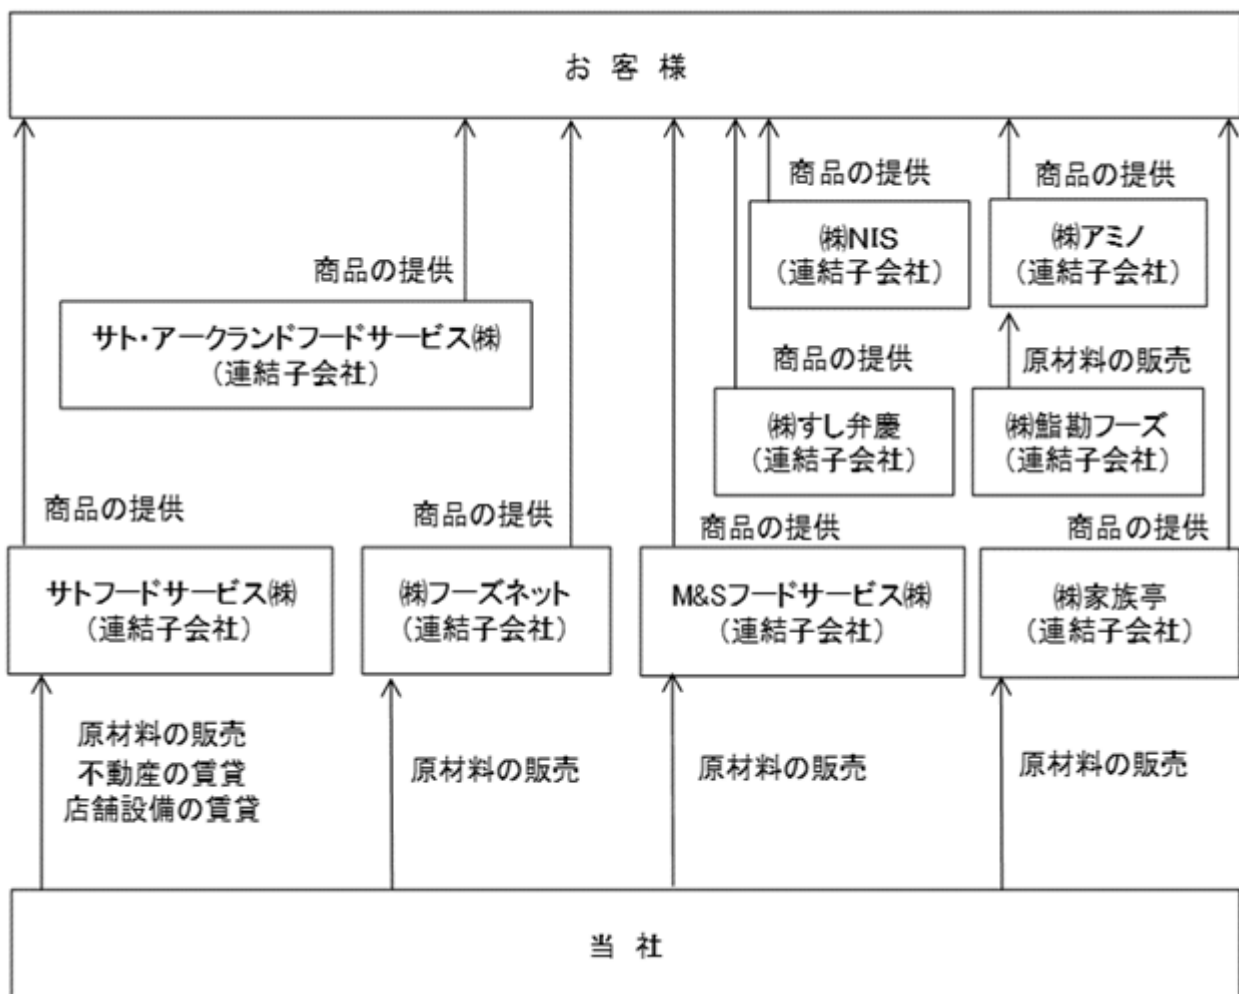 お客様
商品の提供
㈱NIS
(連結子会社)
商品の提供
㈱アミノ
(連結子会社)
商品の提供
サト・アークランドフードサービス㈱
(連結子会社)
商品の提供
㈱すし弁慶
(連結子会社)
原材料の販売
㈱鮨勘フーズ
(連結子会社)
商品の提供
サトフードサービス㈱
(連結子会社)
商品の提供
㈱フーズネット
(連結子会社)
商品の提供
M&Sフードサービス㈱
(連結子会社)
商品の提供
㈱家族亭
(連結子会社)
原材料の販売
不動産の賃貸
店舗設備の賃貸
原材料の販売
原材料の販売
原材料の販売
当社